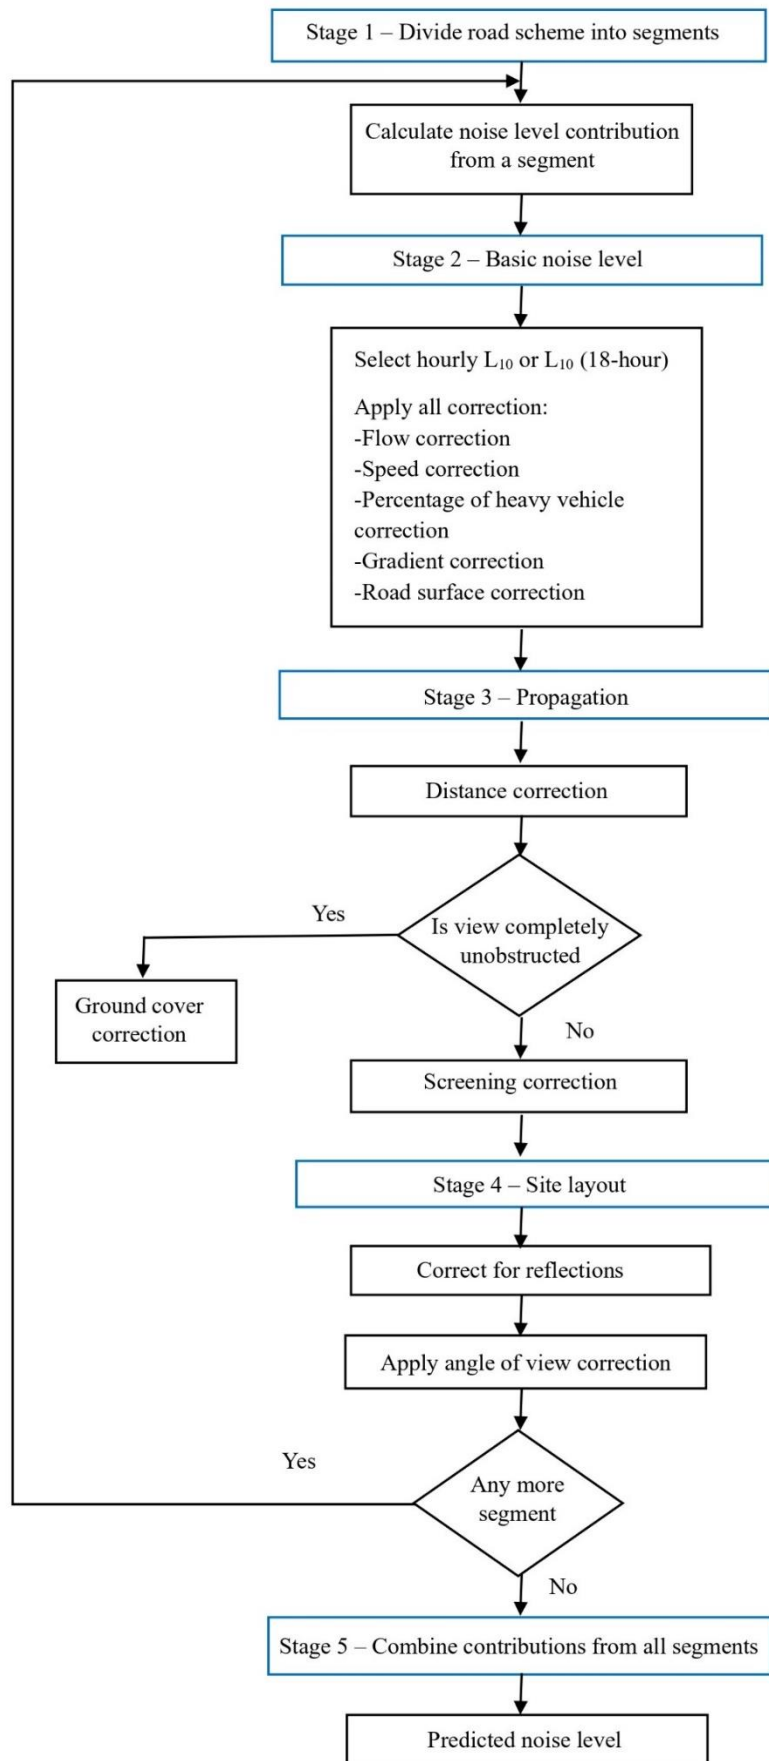 Stage 1 – Divide road scheme into segments
Calculate noise level contribution
from a segment
Stage 2 – Basic noise level
Select hourly L₁₀ or L₁₀ (18-hour)
Apply all correction:
-Flow correction
-Speed correction
-Percentage of heavy vehicle
correction
-Gradient correction
-Road surface correction
Stage 3 – Propagation
Distance correction
Is view completely
unobstructed
Yes
Ground cover
correction
No
Screening correction
Stage 4 – Site layout
Correct for reflections
Apply angle of view correction
Any more
segment
Yes
No
Stage 5 – Combine contributions from all segments
Predicted noise level